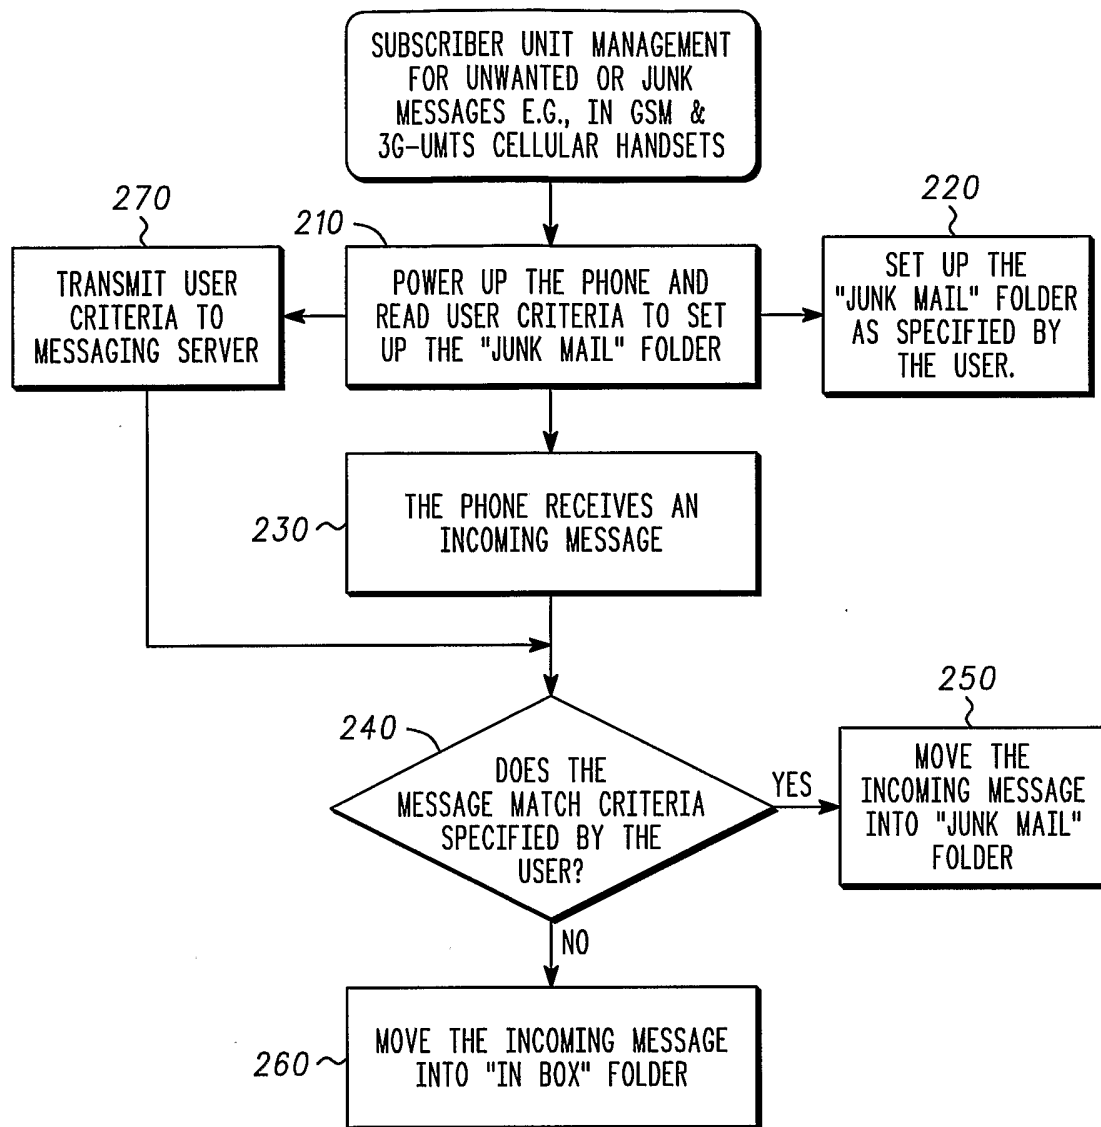 SUBSCRIBER UNIT MANAGEMENT
FOR UNWANTED OR JUNK
MESSAGES E.G., IN GSM &
3G-UMTS CELLULAR HANDSETS
270
210
220
TRANSMIT USER
CRITERIA TO
MESSAGING SERVER
POWER UP THE PHONE AND
READ USER CRITERIA TO SET
UP THE "JUNK MAIL" FOLDER
SET UP THE
"JUNK MAIL" FOLDER
AS SPECIFIED BY
THE USER.
230
THE PHONE RECEIVES AN
INCOMING MESSAGE
240
DOES THE
MESSAGE MATCH CRITERIA
SPECIFIED BY THE
USER?
YES
250
MOVE THE
INCOMING MESSAGE
INTO "JUNK MAIL"
FOLDER
NO
260
MOVE THE INCOMING MESSAGE
INTO "IN BOX" FOLDER